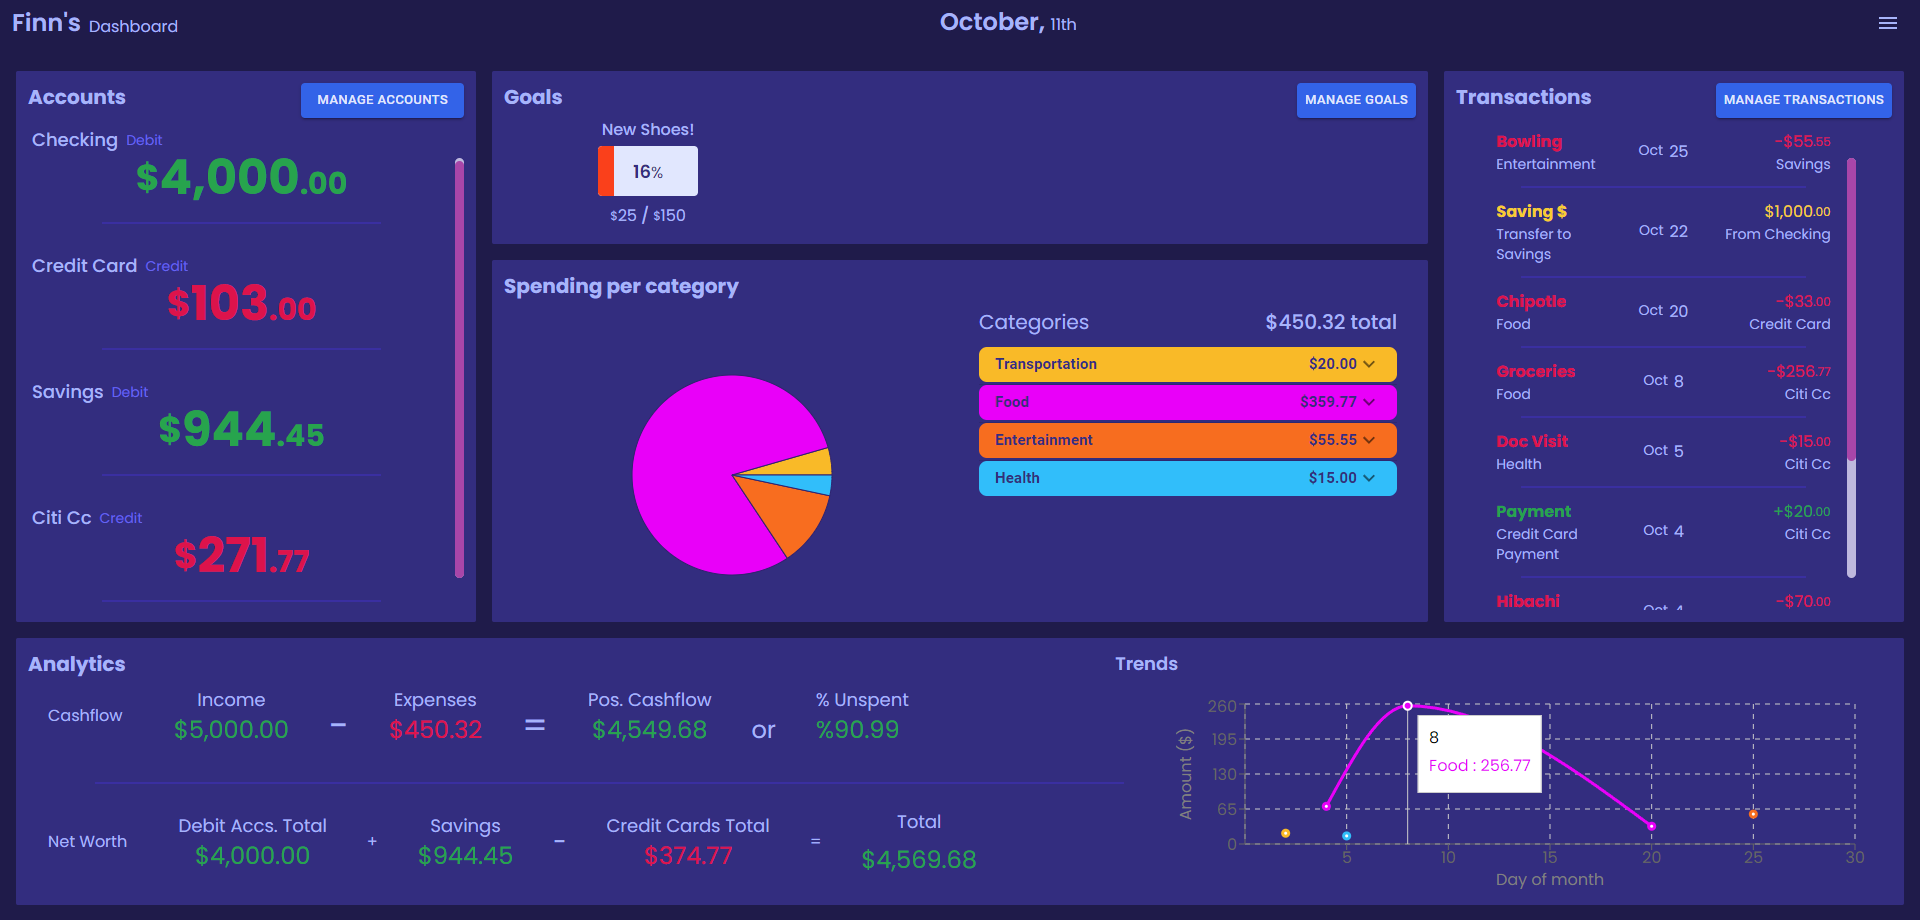 Finn's Dashboard
October, 11th
Accounts
MANAGE ACCOUNTS
Checking Debit
$4,000.00
Credit Card Credit
$103.00
Savings Debit
$944.45
Citi Cc Credit
$271.77
Goals
MANAGE GOALS
New Shoes!
16%
$25 / $150
Spending per category
Categories $450.32 total
Transportation $20.00
Food $359.77
Entertainment $55.55
Health $15.00
Transactions
MANAGE TRANSACTIONS
Bowling Oct 25 -$55.55
Entertainment Savings
Saving $ Oct 22 $1,000.00
Transfer to From Checking
Savings
Chipotle Oct 20 -$33.00
Food Credit Card
Groceries Oct 8 -$256.77
Food Citi Cc
Doc Visit Oct 5 -$15.00
Health Citi Cc
Payment Oct 4 +$20.00
Credit Card Citi Cc
Payment
Hibachi Oct 4 -$70.00
Analytics
Cashflow
Income - Expenses = Pos. Cashflow or % Unspent
$5,000.00 $450.32 $4,549.68 %90.99
Net Worth
Debit Accs. Total + Savings - Credit Cards Total = Total
$4,000.00 $944.45 $374.77 $4,569.68
Trends
Amount ($)
260
195
130
65
0
8
Food : 256.77
5 10 15 20 25 30
Day of month